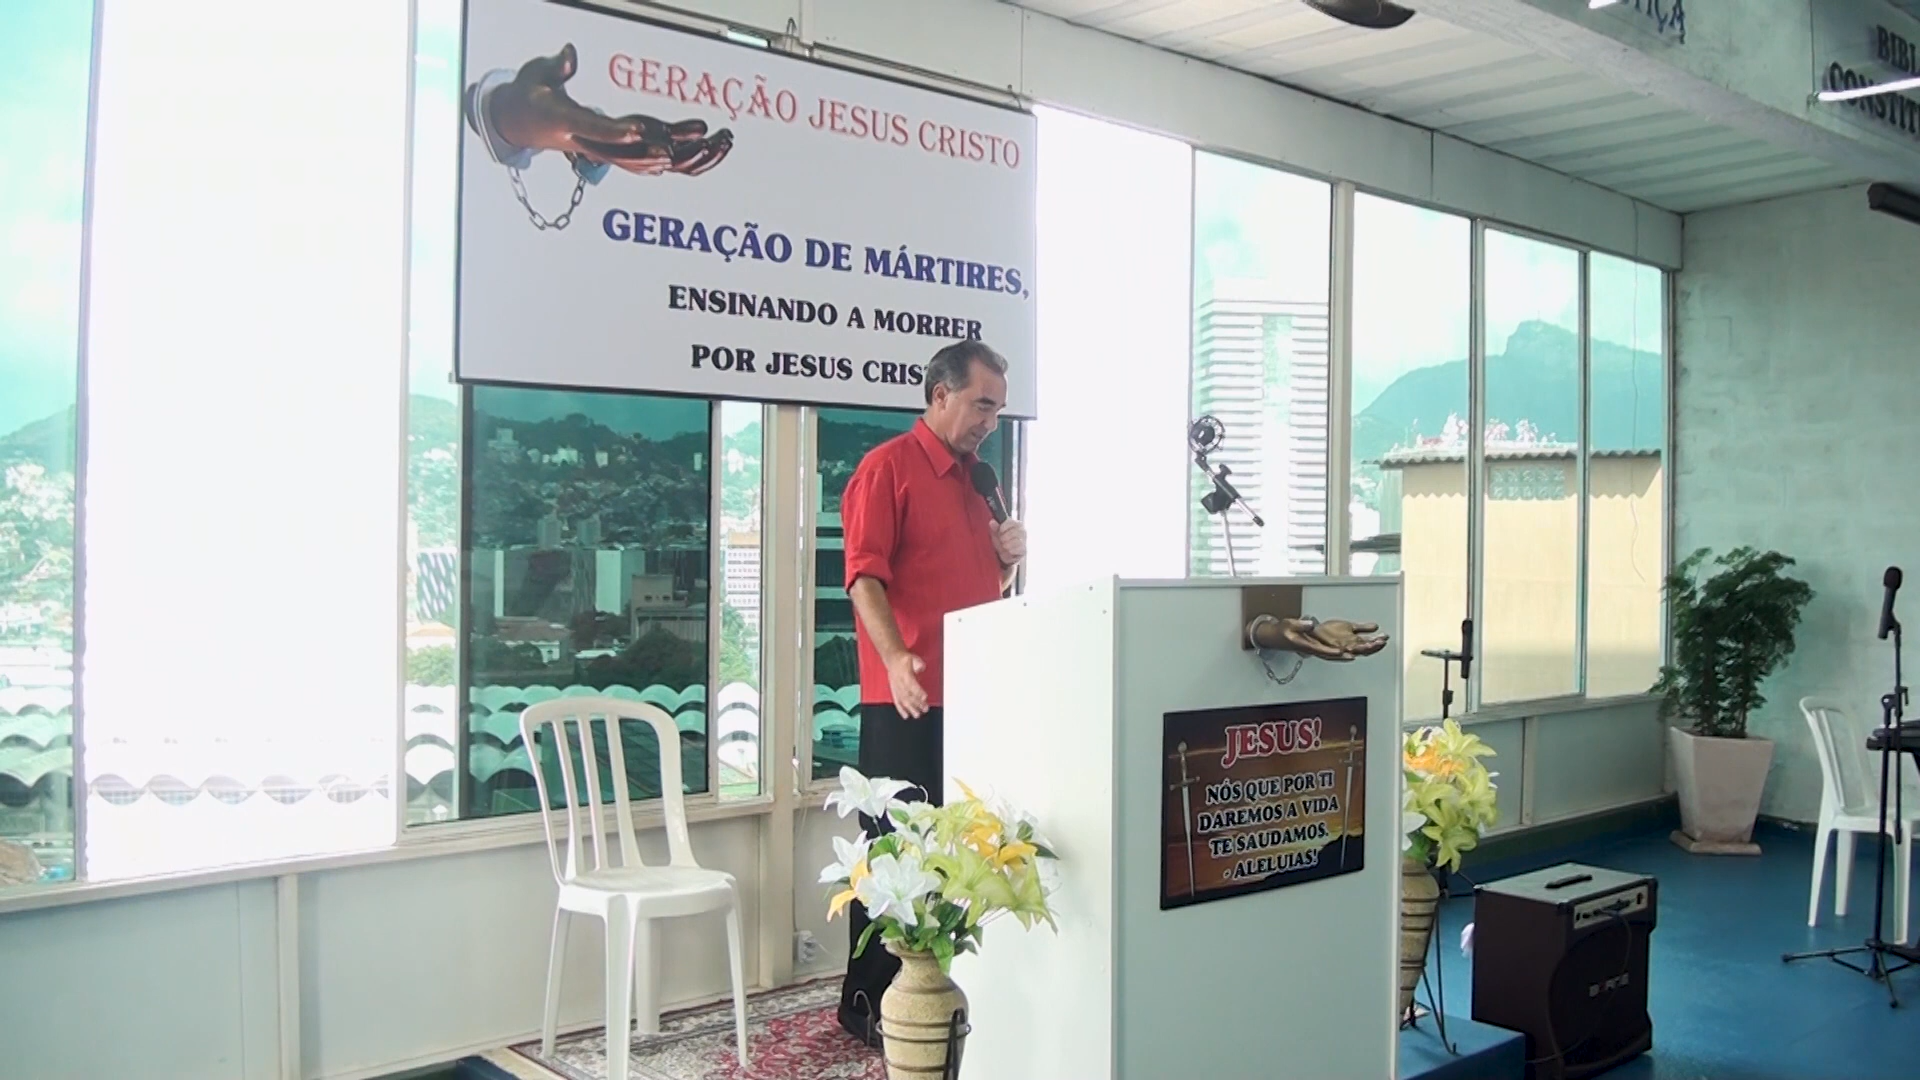 GERAÇÃO JESUS CRISTO
GERAÇÃO DE MÁRTIRES,
ENSINANDO A MORRER
POR JESUS
JESUS!
NÓS QUE POR TI
DAREMOS A VIDA
TE SAUDAMOS.
- ALELUIAS!